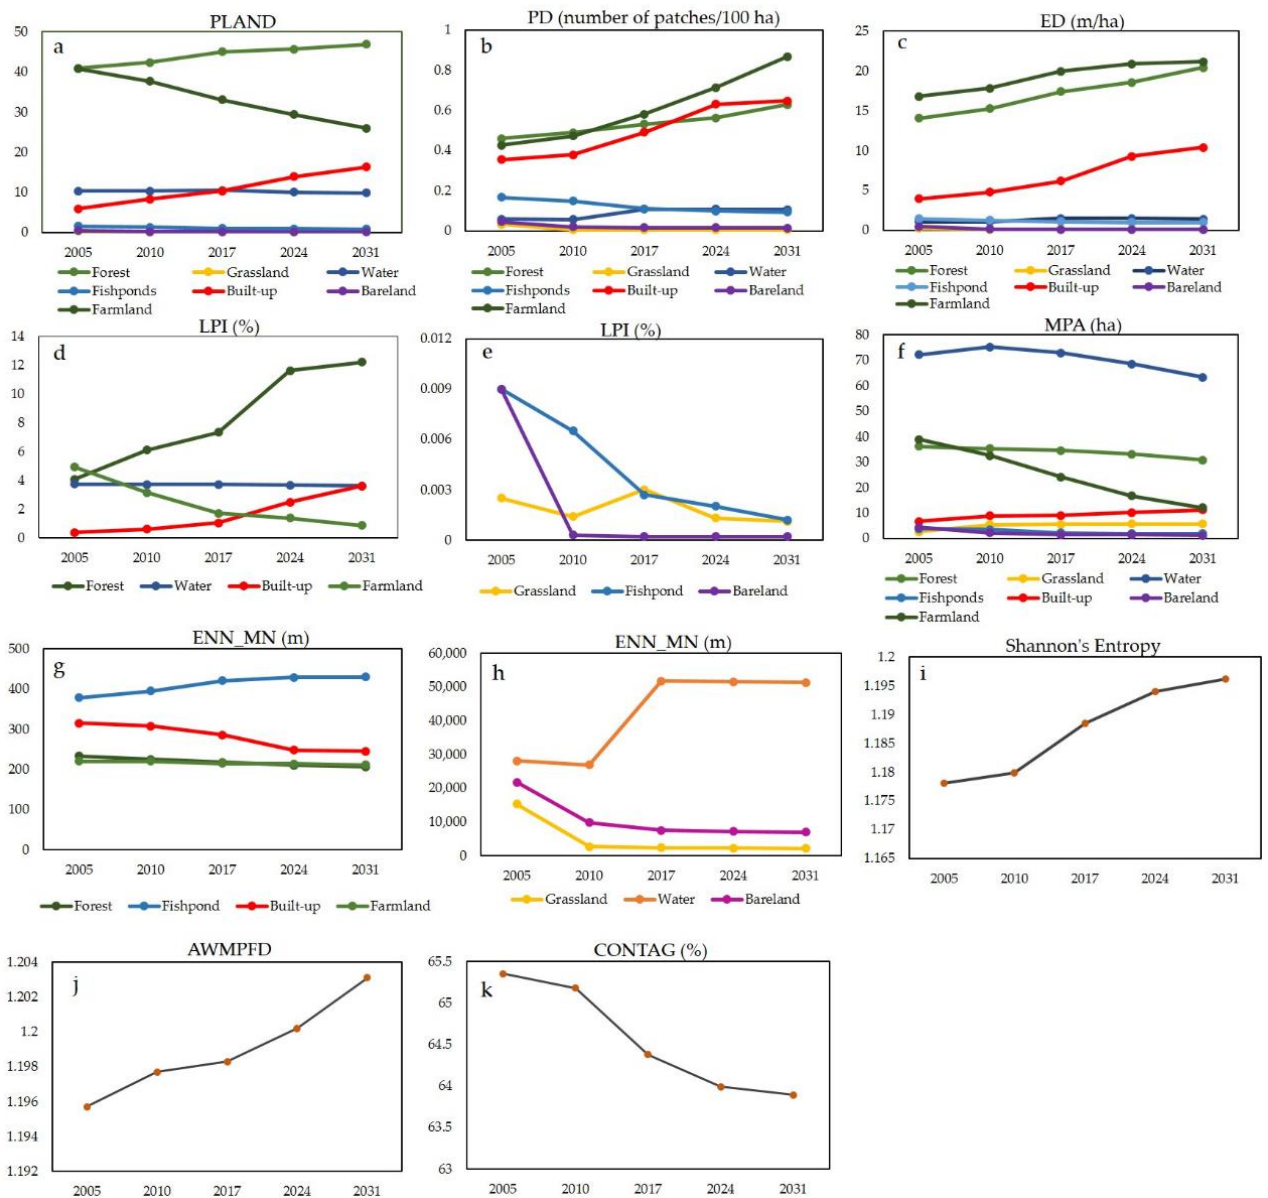 PLAND
a
50
40
30
20
10
0
2005 2010 2017 2024 2031
Forest Grassland Water
Fishponds Built-up Bareland
Farmland
PD (number of patches/100 ha)
b
1
0.8
0.6
0.4
0.2
0
2005 2010 2017 2024 2031
Forest Grassland Water
Fishponds Built-up Bareland
Farmland
ED (m/ha)
c
25
20
15
10
5
0
2005 2010 2017 2024 2031
Forest Grassland Water
Fishpond Built-up Bareland
Farmland
LPI (%)
d
14
12
10
8
6
4
2
0
2005 2010 2017 2024 2031
Forest Water Built-up Farmland
LPI (%)
e
0.012
0.009
0.006
0.003
0
2005 2010 2017 2024 2031
Grassland Fishpond Bareland
MPA (ha)
f
80
70
60
50
40
30
20
10
0
2005 2010 2017 2024 2031
Forest Grassland Water
Fishponds Built-up Bareland
Farmland
ENN_MN (m)
g
500
400
300
200
100
0
2005 2010 2017 2024 2031
Forest Fishpond Built-up Farmland
ENN_MN (m)
h
60,000
50,000
40,000
30,000
20,000
10,000
0
2005 2010 2017 2024 2031
Grassland Water Bareland
Shannon's Entropy
i
1.2
1.195
1.19
1.185
1.18
1.175
1.17
1.165
2005 2010 2017 2024 2031
AWMPFD
j
1.204
1.202
1.2
1.198
1.196
1.194
1.192
2005 2010 2017 2024 2031
CONTAG (%)
k
65.5
65
64.5
64
63.5
63
2005 2010 2017 2024 2031